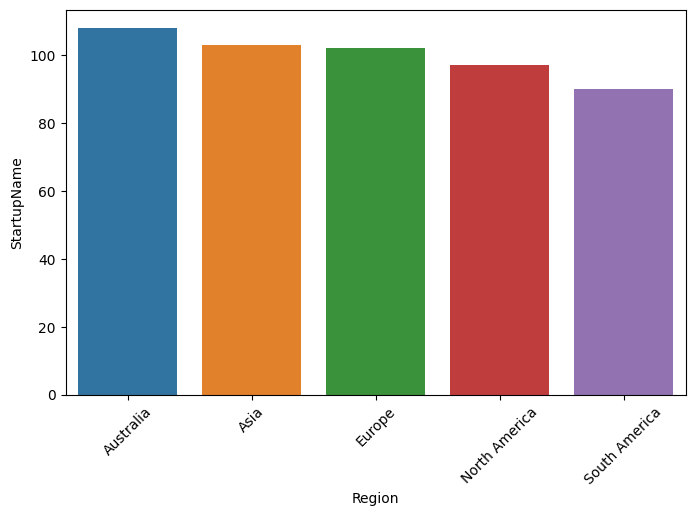 StartupName
100
80
60
40
20
0
Australia
Asia
Europe
North America
South America
Region